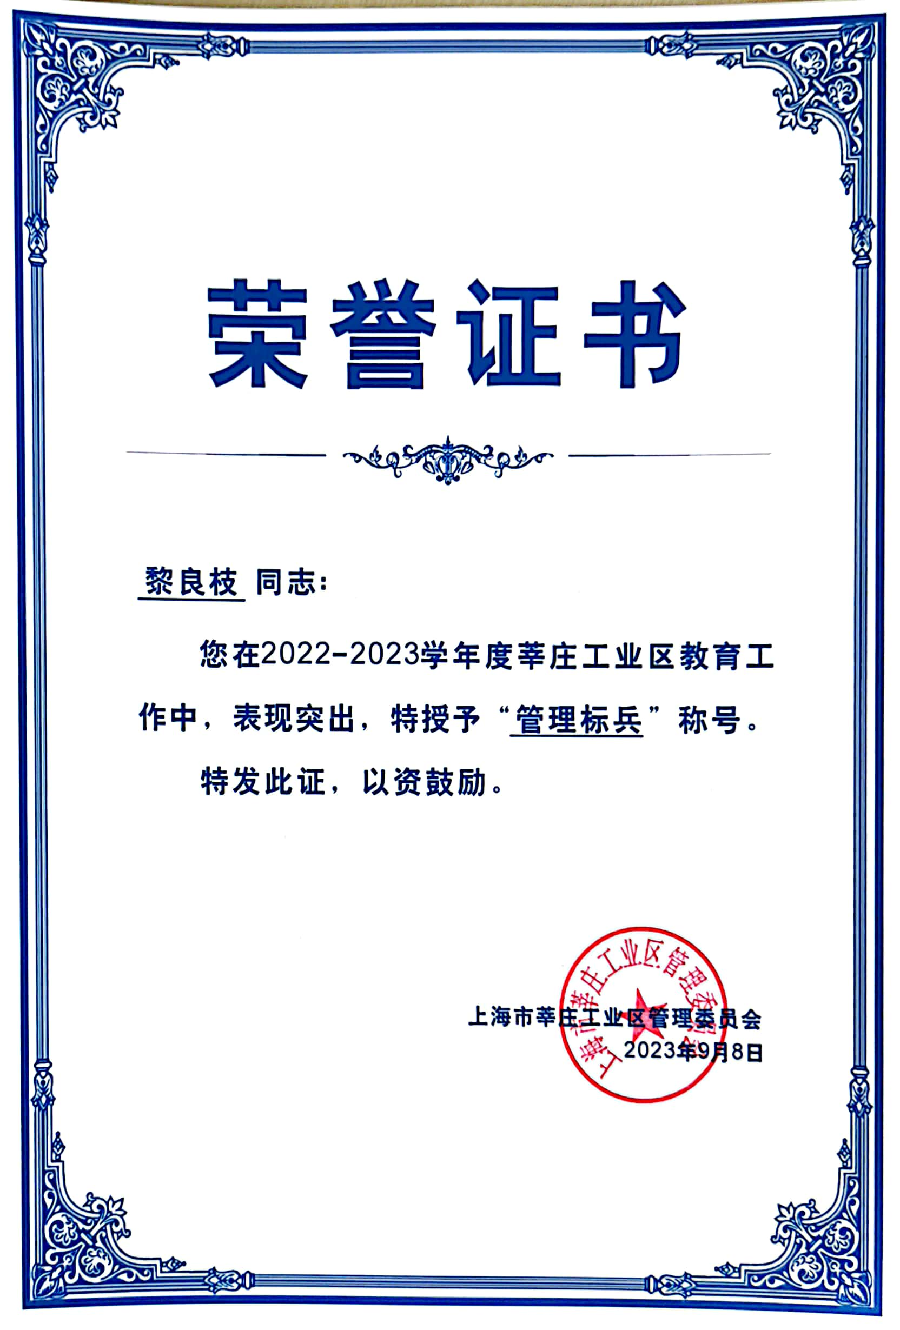 荣誉证书
黎良枝 同志：
您在2022-2023学年度莘庄工业区教育工
作中，表现突出，特授予“管理标兵”称号。
特发此证，以资鼓励。
上海市莘庄工业区管理委员会
上海市莘庄工业区管理委员会
2023年9月8日